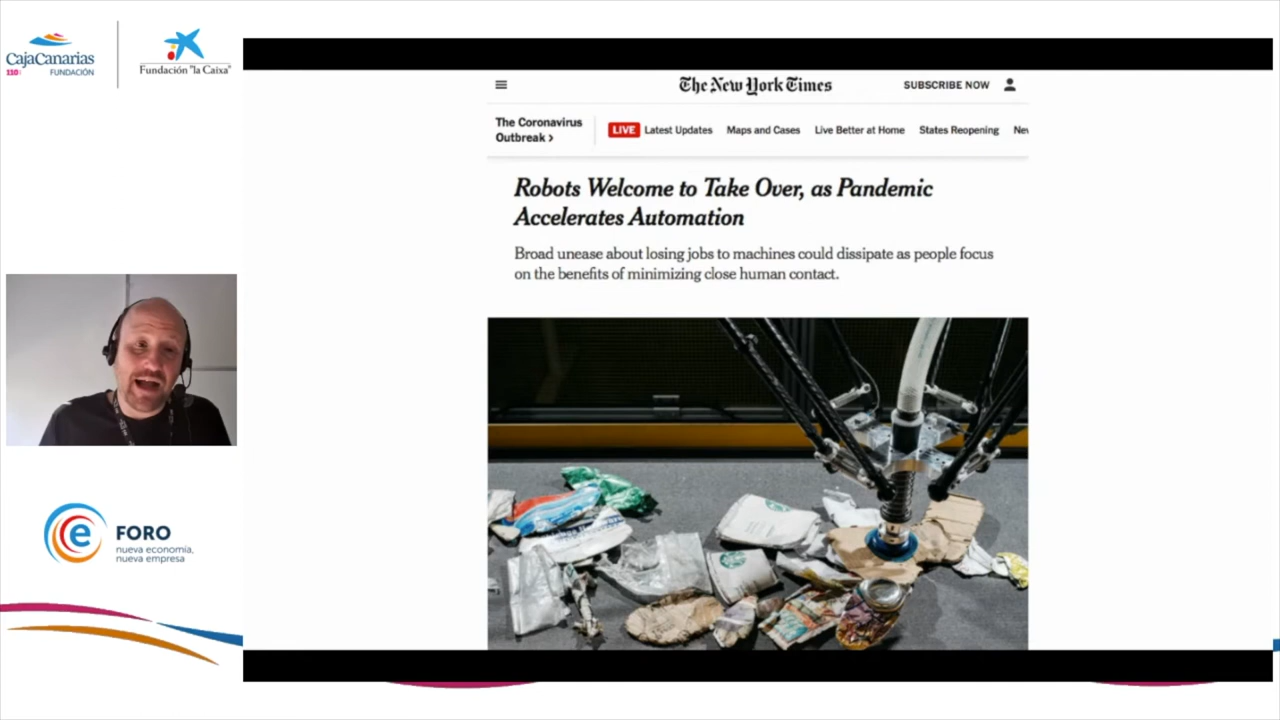 CajaCanarias
110
FUNDACIÓN
Fundación "la Caixa"
The New York Times
SUBSCRIBE NOW
The Coronavirus
Outbreak >
LIVE Latest Updates Maps and Cases Live Better at Home States Reopening
Robots Welcome to Take Over, as Pandemic
Accelerates Automation
Broad unease about losing jobs to machines could dissipate as people focus
on the benefits of minimizing close human contact.
e FORO
nueva economía,
nueva empresa